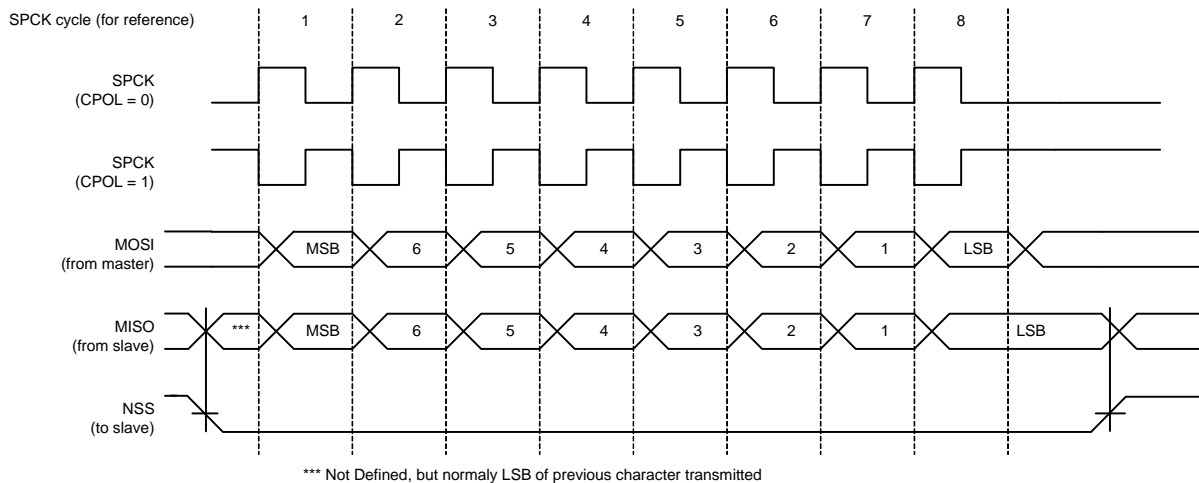 SPCK cycle (for reference) 1 2 3 4 5 6 7 8
SPCK
(CPOL = 0)
SPCK
(CPOL = 1)
MOSI
(from master)
MSB 6 5 4 3 2 1 LSB
MISO
(from slave)
*** MSB 6 5 4 3 2 1 LSB
NSS
(to slave)
*** Not Defined, but normaly LSB of previous character transmitted